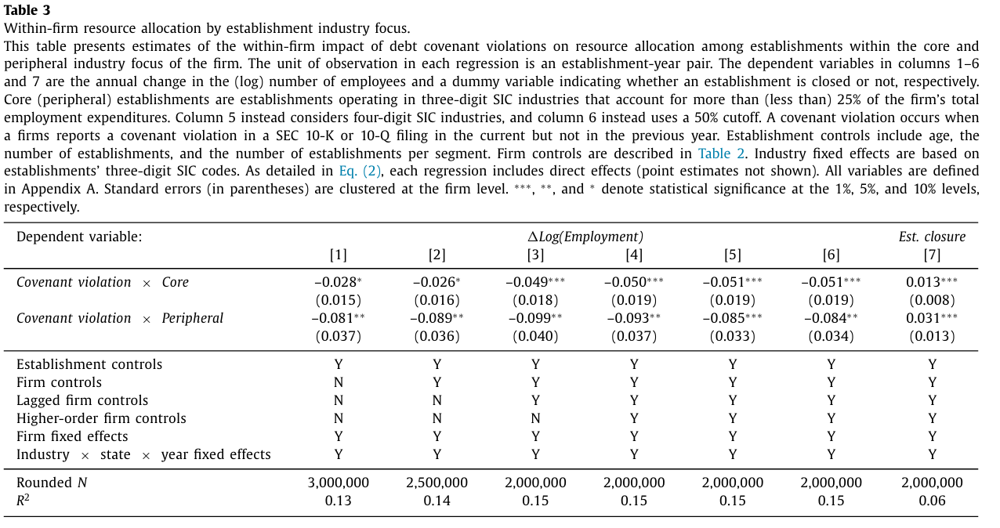 Table 3
Within-firm resource allocation by establishment industry focus.
This table presents estimates of the within-firm impact of debt covenant violations on resource allocation among establishments within the core and
peripheral industry focus of the firm. The unit of observation in each regression is an establishment-year pair. The dependent variables in columns 1–6
and 7 are the annual change in the (log) number of employees and a dummy variable indicating whether an establishment is closed or not, respectively.
Core (peripheral) establishments are establishments operating in three-digit SIC industries that account for more than (less than) 25% of the firm's total
employment expenditures. Column 5 instead considers four-digit SIC industries, and column 6 instead uses a 50% cutoff. A covenant violation occurs when
a firms reports a covenant violation in a SEC 10-K or 10-Q filing in the current but not in the previous year. Establishment controls include age, the
number of establishments, and the number of establishments per segment. Firm controls are described in Table 2. Industry fixed effects are based on
establishments' three-digit SIC codes. As detailed in Eq. (2), each regression includes direct effects (point estimates not shown). All variables are defined
in Appendix A. Standard errors (in parentheses) are clustered at the firm level. ***, **, and * denote statistical significance at the 1%, 5%, and 10% levels,
respectively.
Dependent variable: ΔLog(Employment) Est. closure
[1] [2] [3] [4] [5] [6] [7]
Covenant violation × Core –0.028* –0.026* –0.049*** –0.050*** –0.051*** –0.051*** 0.013***
(0.015) (0.016) (0.018) (0.019) (0.019) (0.019) (0.008)
Covenant violation × Peripheral –0.081** –0.089** –0.099** –0.093** –0.085*** –0.084** 0.031***
(0.037) (0.036) (0.040) (0.037) (0.033) (0.034) (0.013)
Establishment controls Y Y Y Y Y Y Y
Firm controls N Y Y Y Y Y Y
Lagged firm controls N N Y Y Y Y Y
Higher-order firm controls N N N Y Y Y Y
Firm fixed effects Y Y Y Y Y Y Y
Industry × state × year fixed effects Y Y Y Y Y Y Y
Rounded N 3,000,000 2,500,000 2,000,000 2,000,000 2,000,000 2,000,000 2,000,000
R² 0.13 0.14 0.15 0.15 0.15 0.15 0.06